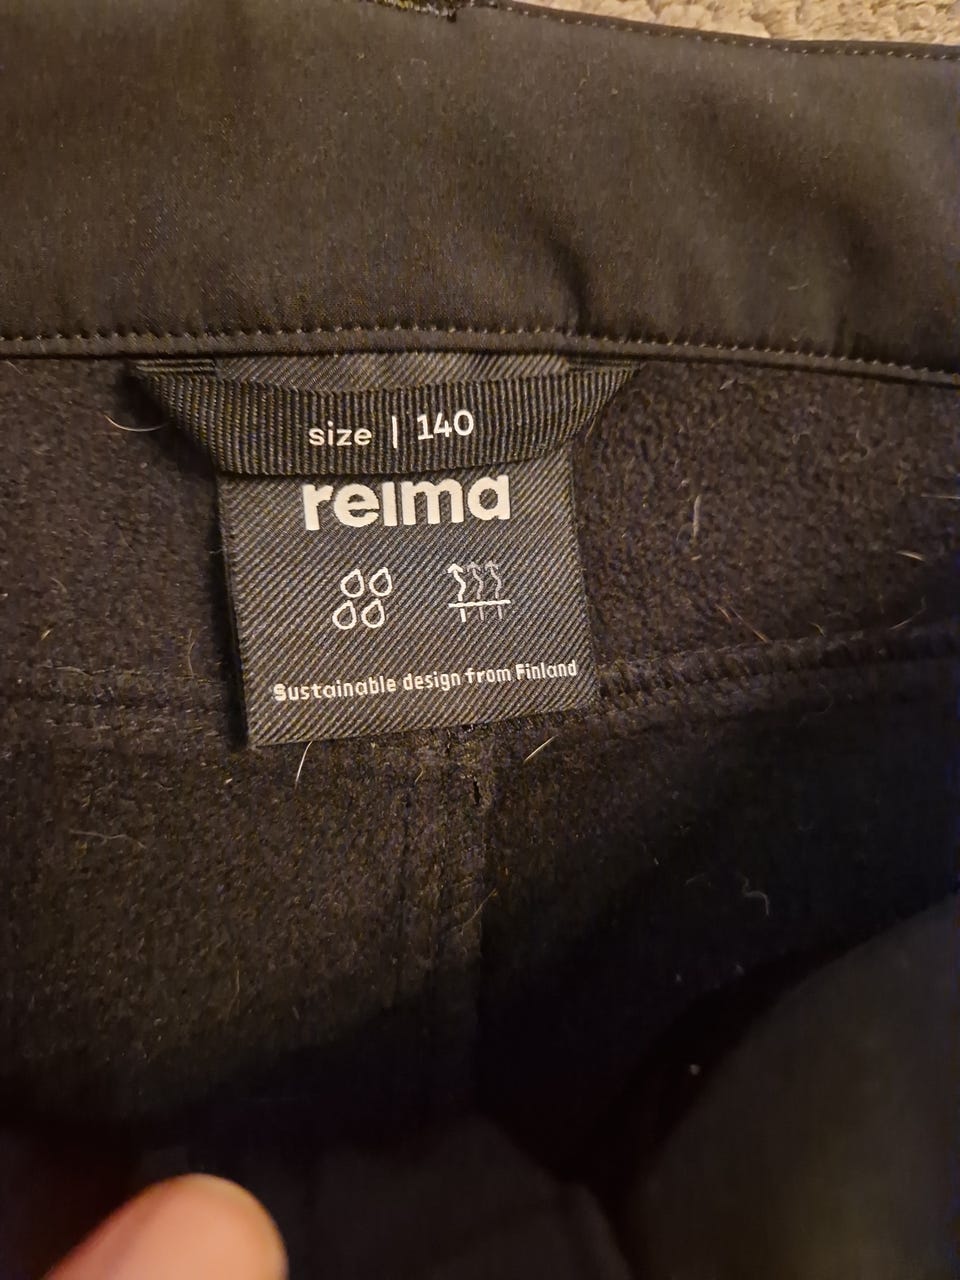 size | 140
reima
Sustainable design from Finland